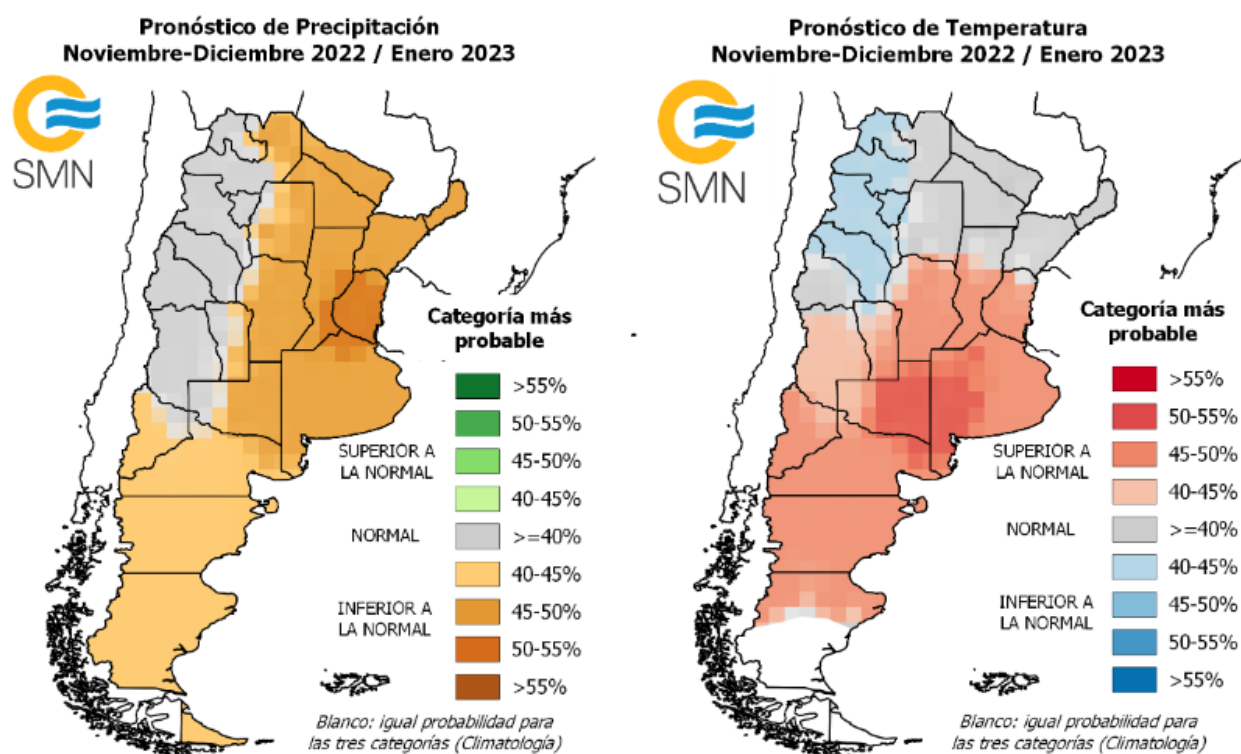 Pronóstico de Precipitación
Noviembre-Diciembre 2022 / Enero 2023
SMN
Categoría más
probable
>55%
50-55%
SUPERIOR A
LA NORMAL
45-50%
40-45%
NORMAL
>=40%
40-45%
INFERIOR A
LA NORMAL
45-50%
50-55%
>55%
Blanco: igual probabilidad para
las tres categorías (Climatología)
Pronóstico de Temperatura
Noviembre-Diciembre 2022 / Enero 2023
SMN
Categoría más
probable
>55%
50-55%
SUPERIOR A
LA NORMAL
45-50%
40-45%
NORMAL
>=40%
40-45%
INFERIOR A
LA NORMAL
45-50%
50-55%
>55%
Blanco: igual probabilidad para
las tres categorías (Climatología)